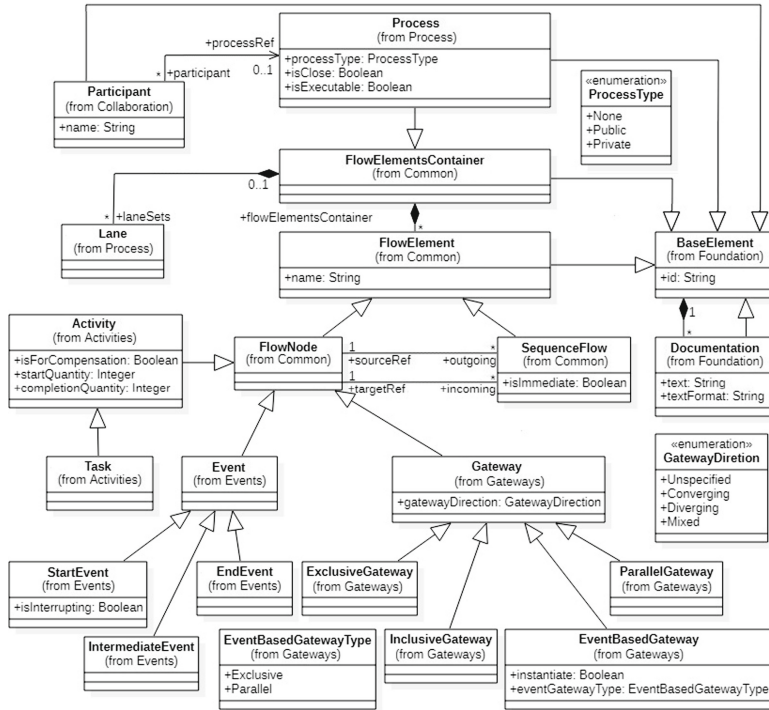 Process
(from Process)
+processType: ProcessType
+isClose: Boolean
+isExecutable: Boolean
+processRef
0..1
* +participant
Participant
(from Collaboration)
+name: String
«enumeration»
ProcessType
+None
+Public
+Private
FlowElementsContainer
(from Common)
0..1
* +laneSets
+flowElementsContainer
*
Lane
(from Process)
FlowElement
(from Common)
+name: String
BaseElement
(from Foundation)
+id: String
1
*
Activity
(from Activities)
+isForCompensation: Boolean
+startQuantity: Integer
+completionQuantity: Integer
FlowNode
(from Common)
1 *
+sourceRef +outgoing
1 *
+targetRef +incoming
SequenceFlow
(from Common)
+isImmediate: Boolean
Documentation
(from Foundation)
+text: String
+textFormat: String
«enumeration»
GatewayDiretion
+Unspecified
+Converging
+Diverging
+Mixed
Task
(from Activities)
Event
(from Events)
Gateway
(from Gateways)
+gatewayDirection: GatewayDirection
StartEvent
(from Events)
+isInterrupting: Boolean
EndEvent
(from Events)
ExclusiveGateway
(from Gateways)
ParallelGateway
(from Gateways)
IntermediateEvent
(from Events)
EventBasedGatewayType
(from Gateways)
+Exclusive
+Parallel
InclusiveGateway
(from Gateways)
EventBasedGateway
(from Gateways)
+instantiate: Boolean
+eventGatewayType: EventBasedGatewayType